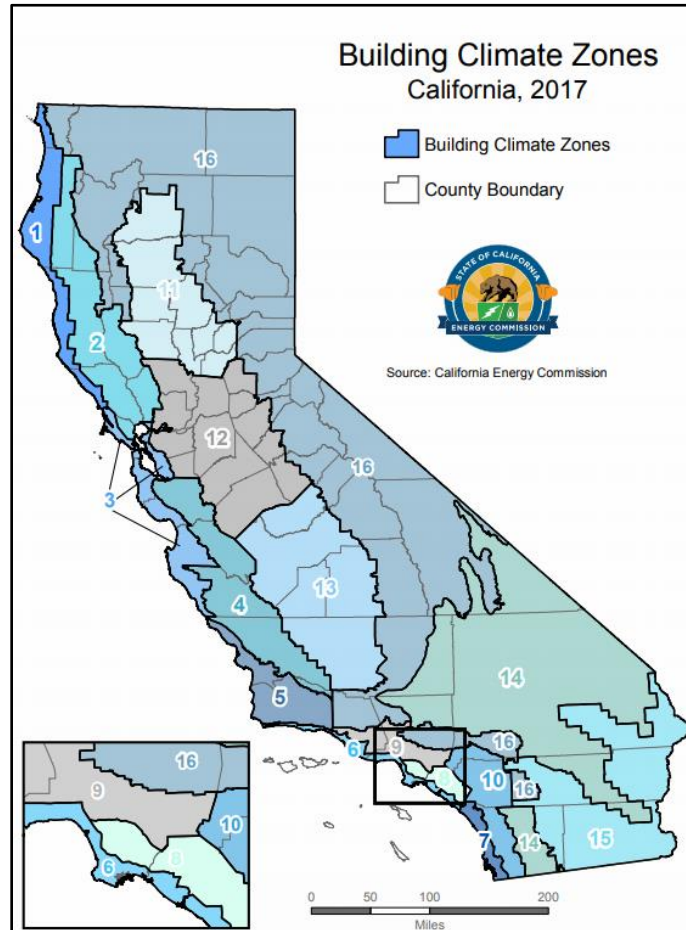 Building Climate Zones
California, 2017
Building Climate Zones
County Boundary
STATE OF CALIFORNIA
ENERGY COMMISSION
Source: California Energy Commission
16
1
11
2
12
16
3
13
4
14
5
6
9
16
8
10
16
7
14
15
16
9
10
8
6
0 50 100 200
Miles